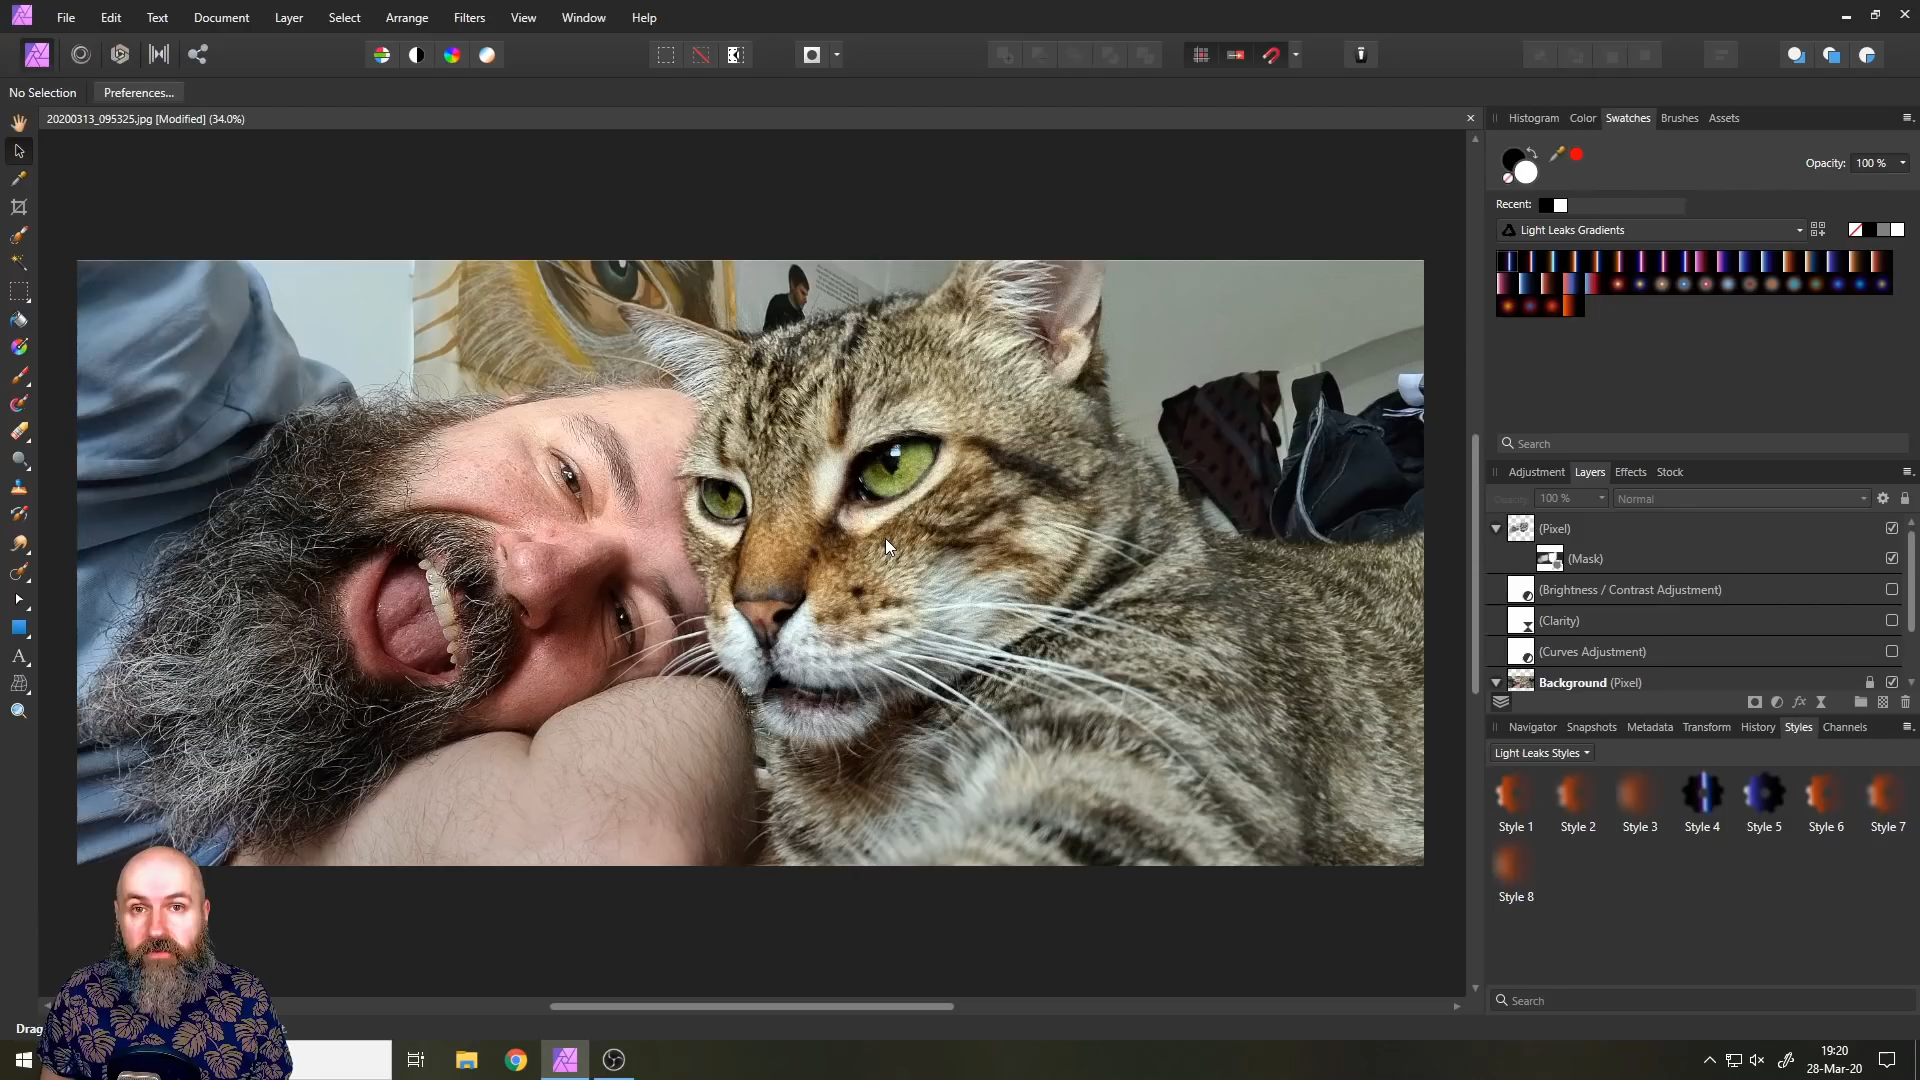 File Edit Text Document Layer Select Arrange Filters View Window Help
No Selection Preferences...
20200313_095325.jpg [Modified] (34.0%)
Histogram Color Swatches Brushes Assets
Opacity: 100 %
Recent:
Light Leaks Gradients
Search
Adjustment Layers Effects Stock
Opacity: 100 % Normal
(Pixel)
(Mask)
(Brightness / Contrast Adjustment)
(Clarity)
(Curves Adjustment)
Background (Pixel)
Navigator Snapshots Metadata Transform History Styles Channels
Light Leaks Styles
Style 1 Style 2 Style 3 Style 4 Style 5 Style 6 Style 7
Style 8
Search
Drag
19:20
28-Mar-20